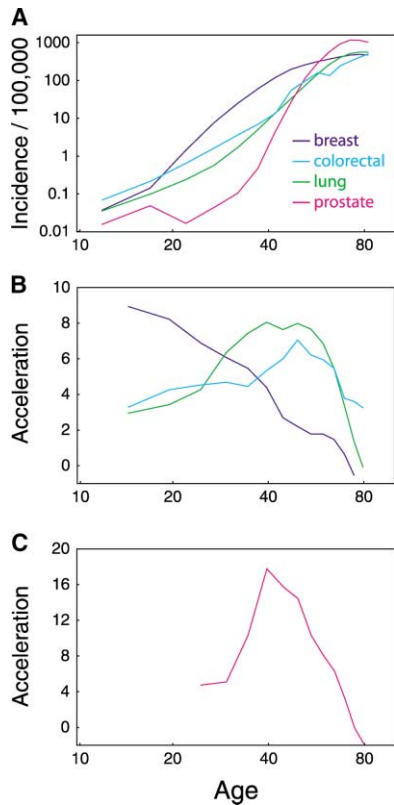 A
Incidence / 100,000
1000
100
10
1
0.1
0.01
breast
colorectal
lung
prostate
10 20 40 80
B
Acceleration
10
8
6
4
2
0
10 20 40 80
C
Acceleration
20
16
12
8
4
0
10 20 40 80
Age